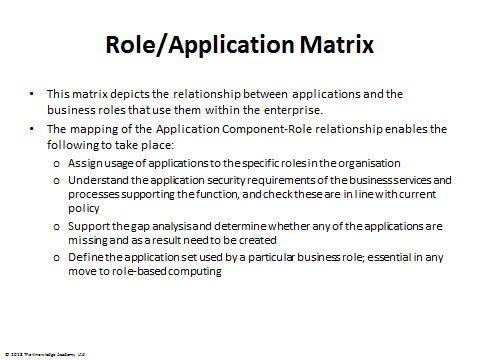 Role/Application Matrix
• This matrix depicts the relationship between applications and the
business roles that use them within the enterprise.
• The mapping of the Application Component-Role relationship enables the
following to take place:
o Assign usage of applications to the specific roles in the organisation
o Understand the application security requirements of the business services and
processes supporting the function, and check these are in line with current
policy
o Support the gap analysis and determine whether any of the applications are
missing and as a result need to be created
o Define the application set used by a particular business role; essential in any
move to role-based computing
© 2018 The Knowledge Academy Ltd